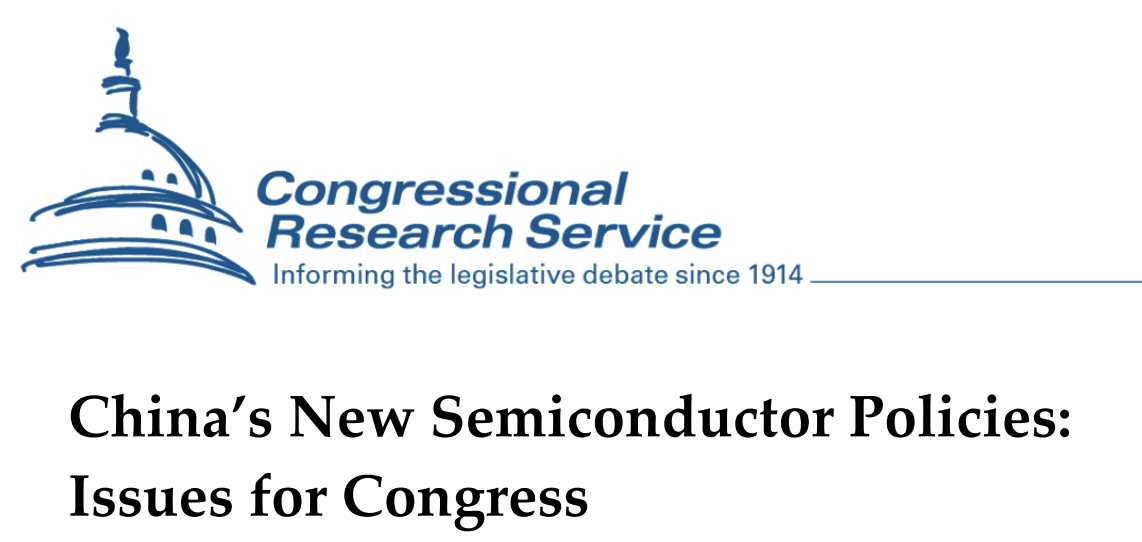 Congressional
Research Service
Informing the legislative debate since 1914
China’s New Semiconductor Policies:
Issues for Congress